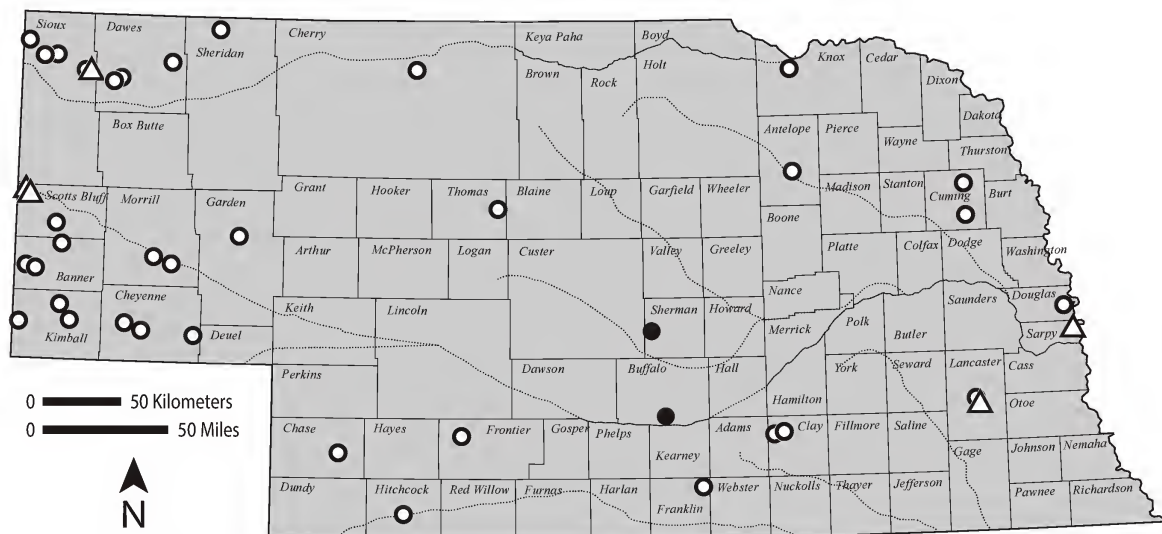 Sioux
Dawes
Sheridan
Cherry
Keya Paha
Boyd
Brown
Rock
Holt
Knox
Cedar
Dixon
Dakota
Box Butte
Antelope
Pierce
Wayne
Thurston
Scotts Bluff
Morrill
Garden
Grant
Hooker
Thomas
Blaine
Loup
Garfield
Wheeler
Madison
Stanton
Cuming
Burt
Boone
Arthur
McPherson
Logan
Custer
Valley
Greeley
Platte
Colfax
Dodge
Washington
Banner
Cheyenne
Kimball
Deuel
Keith
Lincoln
Sherman
Howard
Nance
Merrick
Polk
Butler
Saunders
Douglas
Sarpy
Perkins
Dawson
Buffalo
Hall
Hamilton
York
Seward
Lancaster
Cass
Otoe
0 50 Kilometers
0 50 Miles
Chase
Hayes
Frontier
Gosper
Phelps
Kearney
Adams
Clay
Fillmore
Saline
Gage
Johnson
Nemaha
Dundy
Hitchcock
Red Willow
Furnas
Harlan
Franklin
Webster
Nuckolls
Thayer
Jefferson
Pawnee
Richardson
N